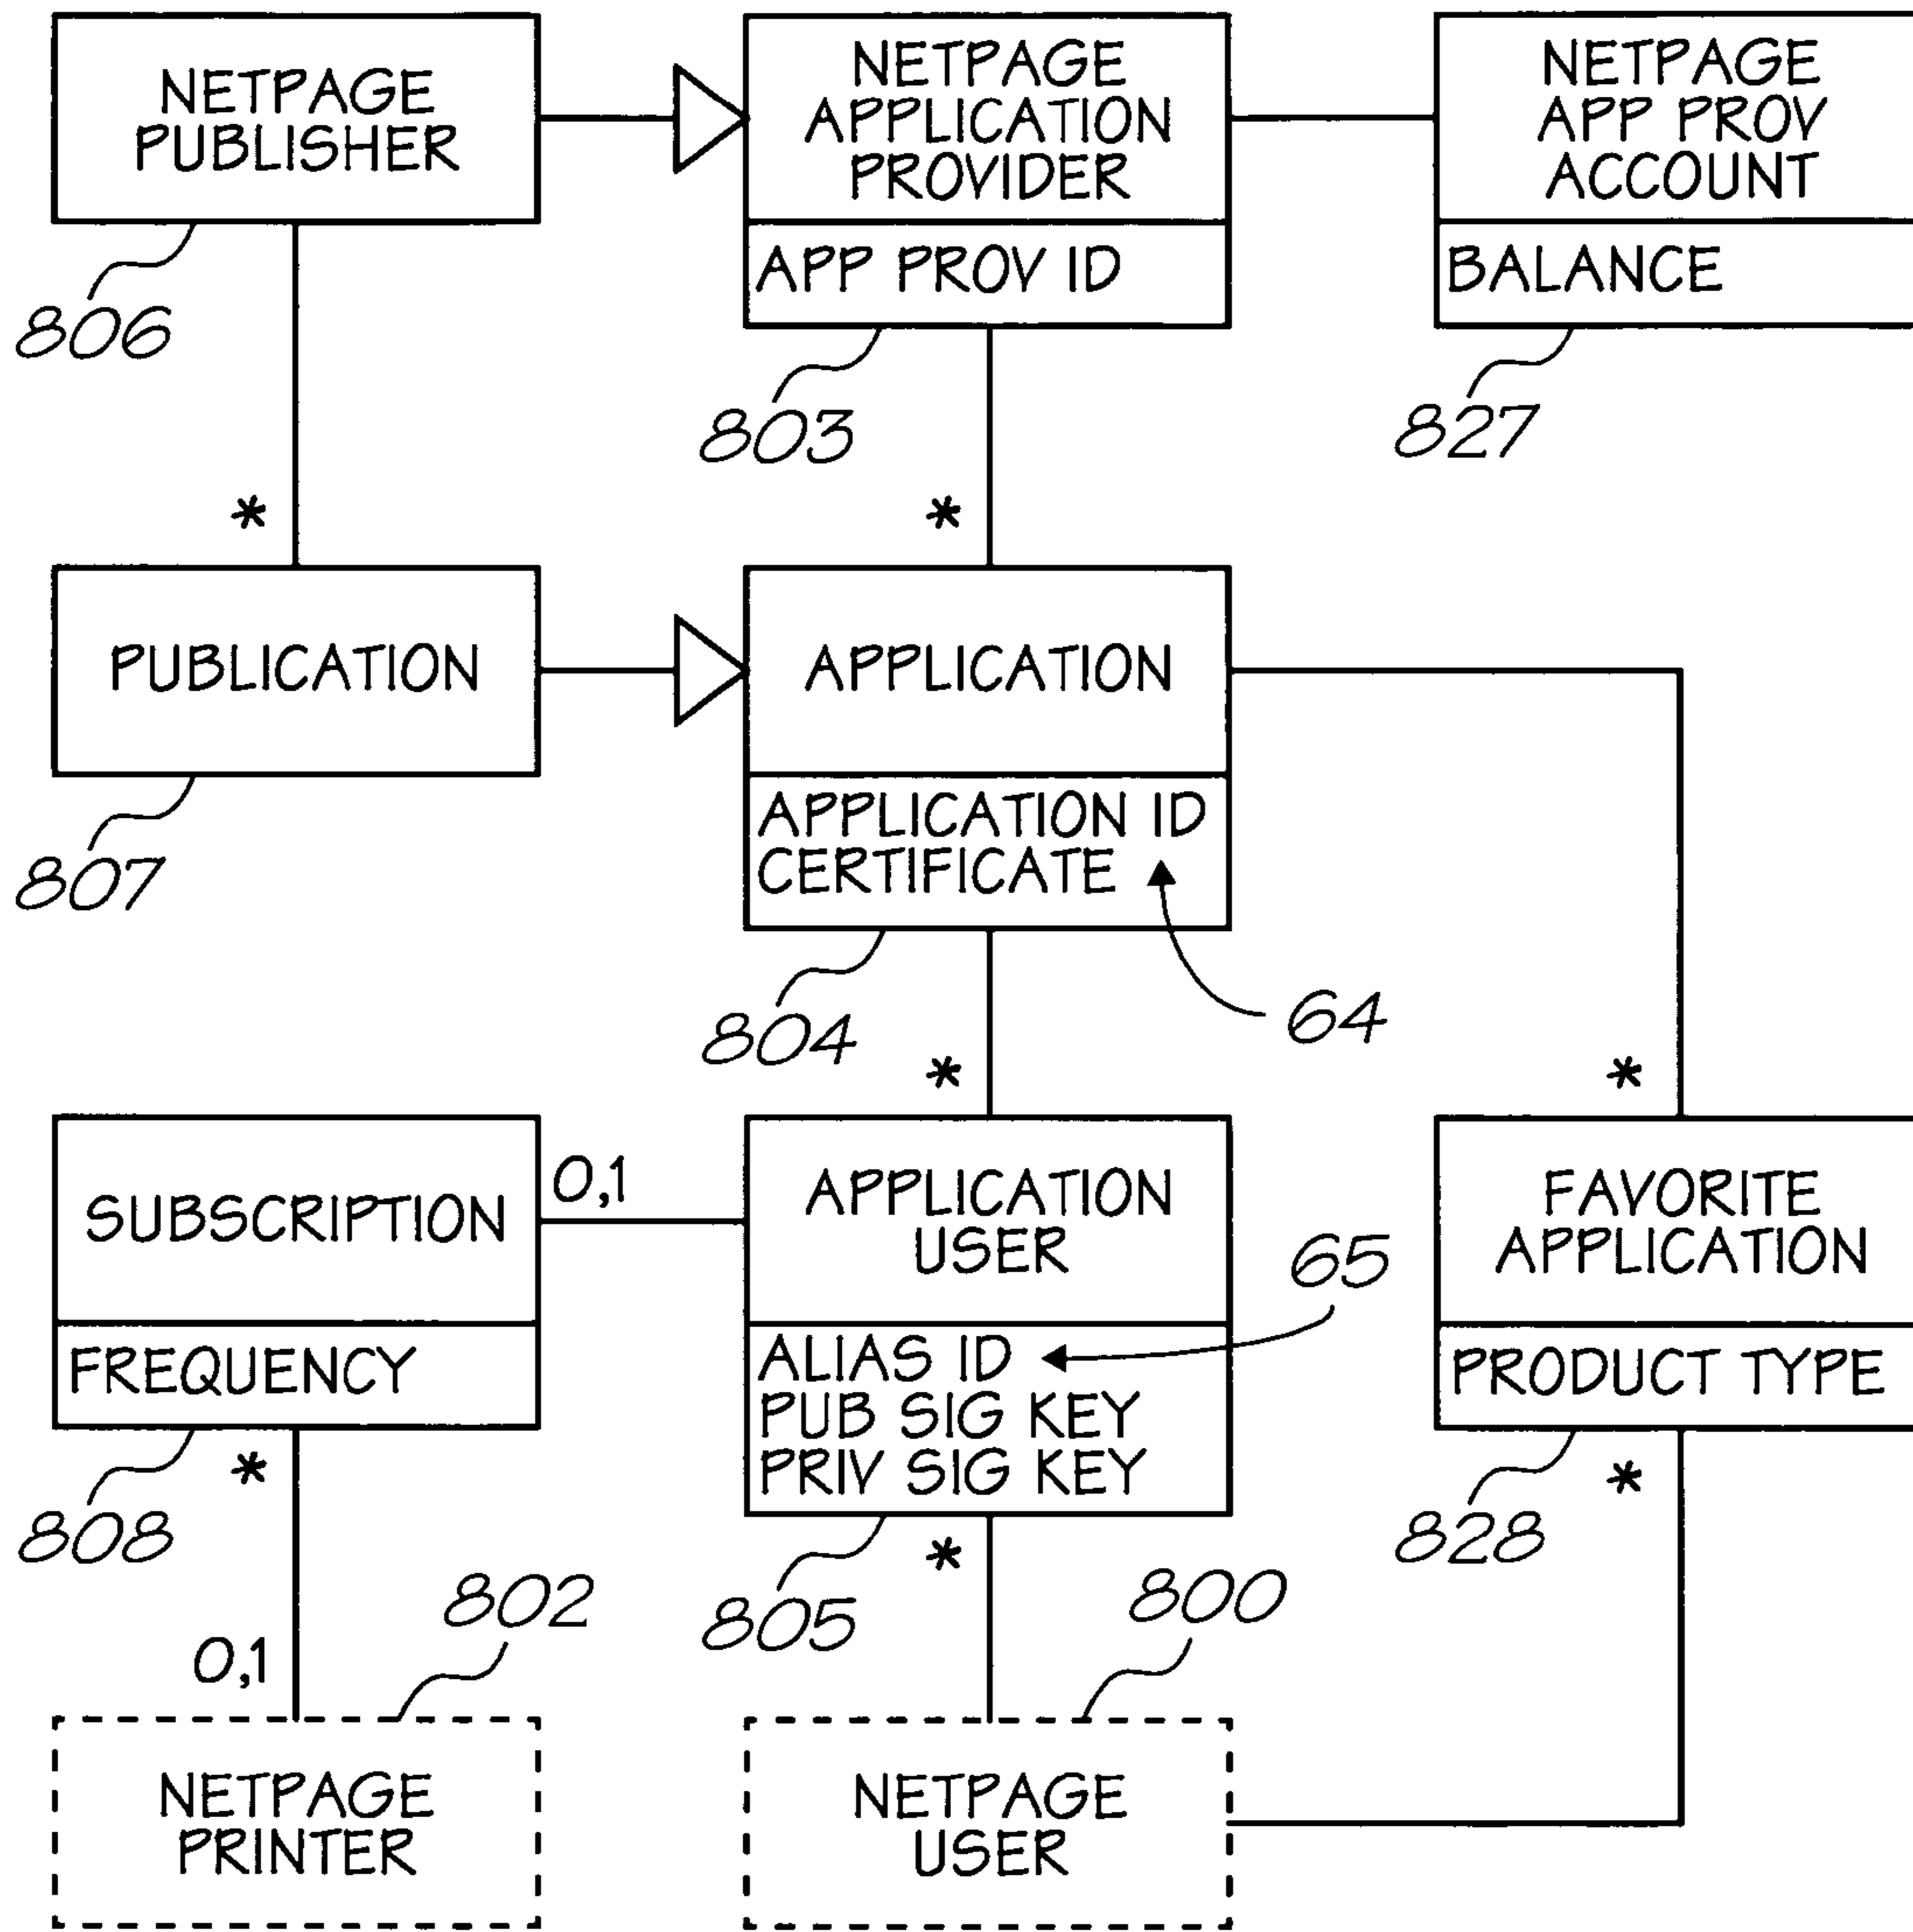 NETPAGE
PUBLISHER
806
NETPAGE
APPLICATION
PROVIDER
APP PROV ID
803
NETPAGE
APP PROV
ACCOUNT
BALANCE
827
*
*
PUBLICATION
807
APPLICATION
APPLICATION ID
CERTIFICATE
64
804
*
*
SUBSCRIPTION
FREQUENCY
0,1
808
*
APPLICATION
USER
65
ALIAS ID
PUB SIG KEY
PRIV SIG KEY
805
*
FAVORITE
APPLICATION
PRODUCT TYPE
828
*
0,1
802
800
NETPAGE
PRINTER
NETPAGE
USER